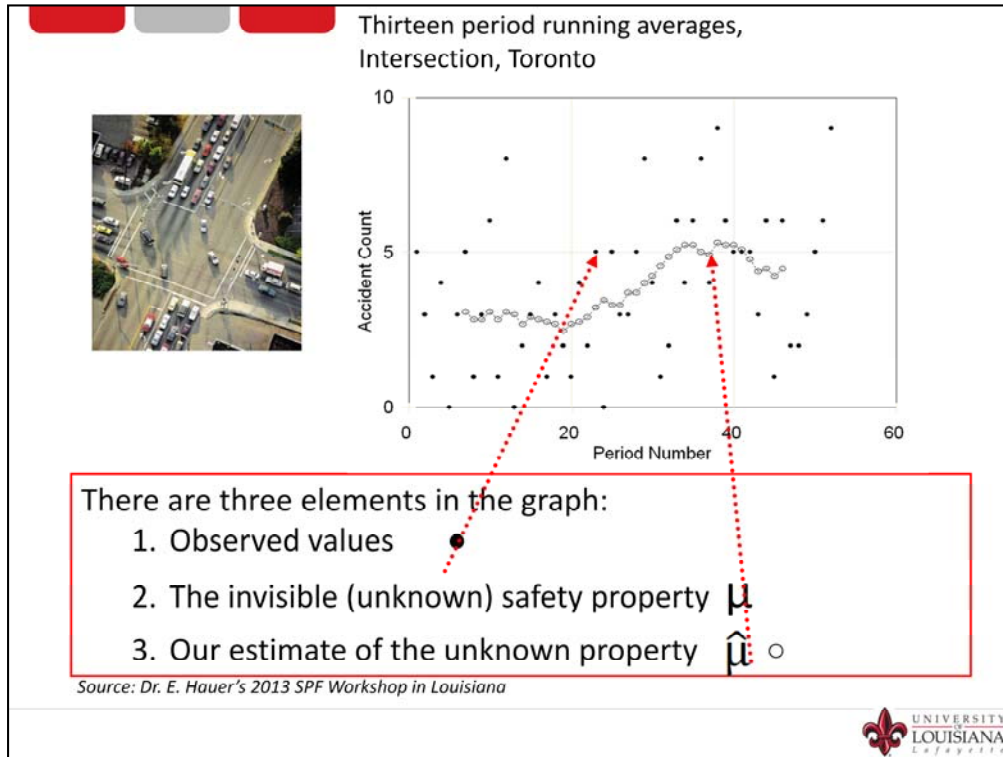 Thirteen period running averages,
Intersection, Toronto
10
5
0
Accident Count
0 20 40 60
Period Number
There are three elements in the graph:
1. Observed values ●
2. The invisible (unknown) safety property μ
3. Our estimate of the unknown property μ̂ ○
Source: Dr. E. Hauer's 2013 SPF Workshop in Louisiana
UNIVERSITY
OF
LOUISIANA
Lafayette